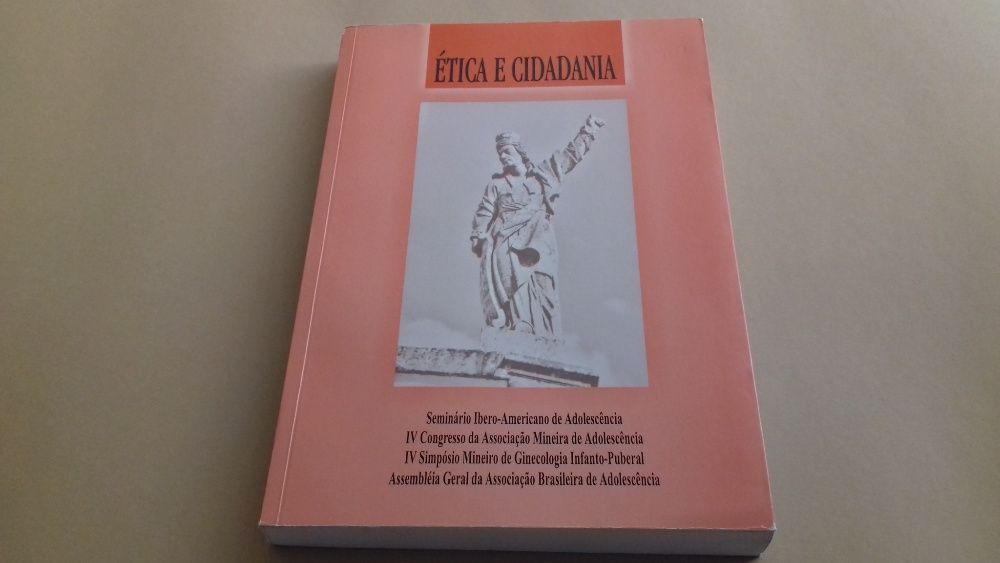 ÉTICA E CIDADANIA
Seminário Ibero-Americano de Adolescência
IV Congresso da Associação Mineira de Adolescência
IV Simpósio Mineiro de Ginecologia Infanto-Puberal
Assembléia Geral da Associação Brasileira de Adolescência